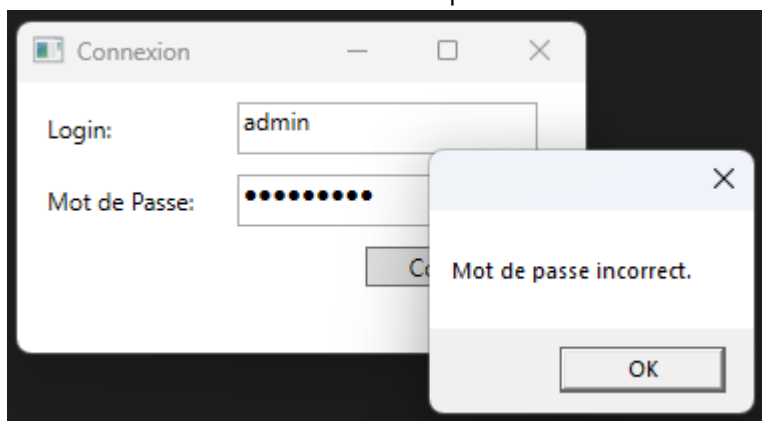 Connexion
Login:
admin
Mot de Passe:
•••••••••
Mot de passe incorrect.
OK